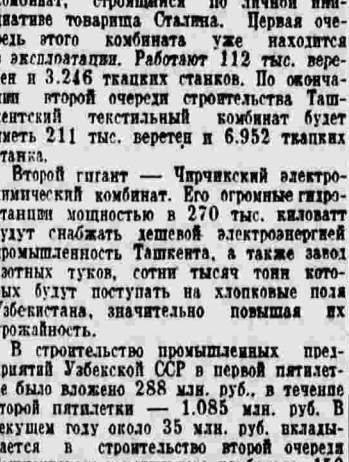 комбинат, строящийся по личной ини-
циативе товарища Сталина. Первая оче-
редь этого комбината уже находится
в эксплоатации. Работают 112 тыс. вере-
тен и 3.246 ткацких станков. По оконча-
нии второй очереди строительства Таш-
кентский текстильный комбинат будет
иметь 211 тыс. веретен и 6.952 ткацких
станка.
Второй гигант — Чирчикский электро-
химический комбинат. Его огромные гидро-
станции мощностью в 270 тыс. киловатт
будут снабжать дешевой электроэнергией
промышленность Ташкента, а также завод
азотных туков, сотни тысяч тонн кото-
рых будут поступать на хлопковые поля
Узбекистана, значительно повышая их
урожайность.
В строительство промышленных пред-
приятий Узбекской ССР в первой пятилет-
ке было вложено 288 млн. руб., в течение
второй пятилетки — 1.085 млн. руб. В
текущем году около 35 млн. руб. вклады-
вается в строительство второй очереди